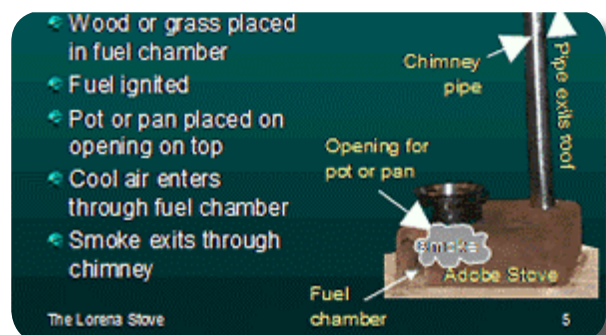 Wood or grass placed
in fuel chamber
Fuel ignited
Pot or pan placed on
opening on top
Cool air enters
through fuel chamber
Smoke exits through
chimney
Chimney
pipe
Pipe exits roof
Opening for
pot or pan
Smoke
Adobe Stove
Fuel
chamber
The Lorena Stove
5